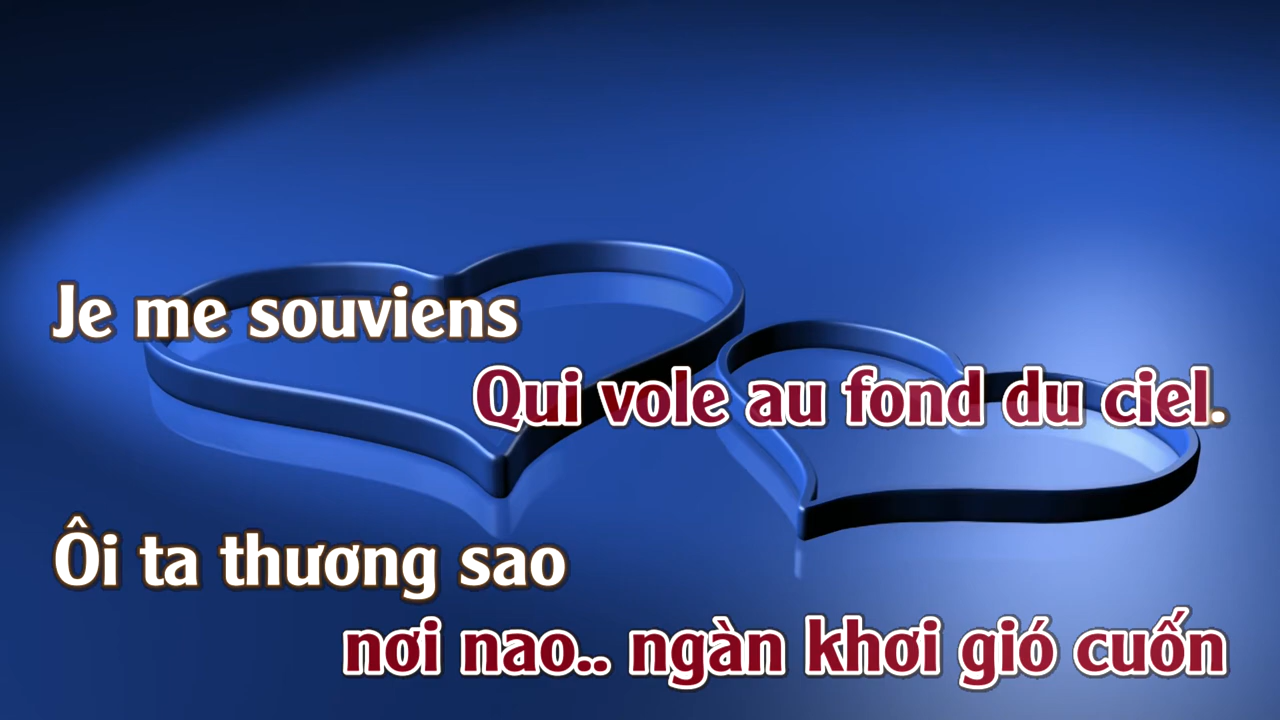 Je me souviens
Qui vole au fond du ciel.
Ôi ta thương sao
nơi nao.. ngàn khơi gió cuốn